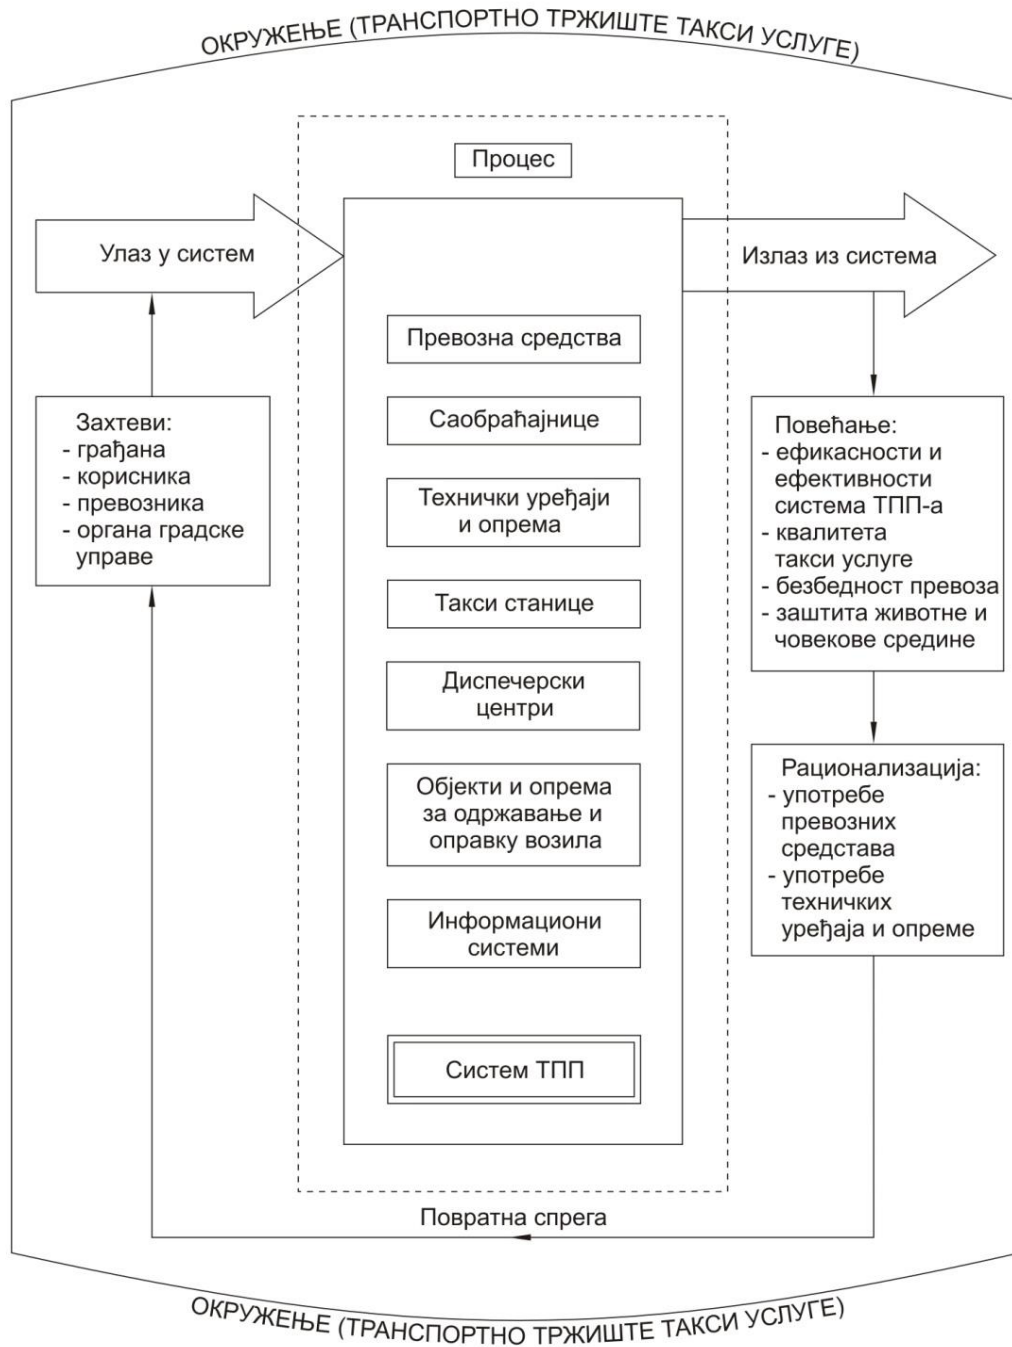 ОКРУЖЕЊЕ (ТРАНСПОРТНО ТРЖИШТЕ ТАКСИ УСЛУГЕ)
Процес
Улаз у систем
Излаз из система
Захтеви:
- грађана
- корисника
- превозника
- органа градске
управе
Превозна средства
Саобраћајнице
Технички уређаји
и опрема
Такси станице
Диспечерски
центри
Објекти и опрема
за одржавање и
оправку возила
Информациони
системи
Систем ТПП
Повећање:
- ефикасности и
ефективности
система ТПП-а
- квалитета
такси услуге
- безбедност превоза
- заштита животне и
човекове средине
Рационализација:
- употребе
превозних
средстава
- употребе
техничких
уређаја и опреме
Повратна спрега
ОКРУЖЕЊЕ (ТРАНСПОРТНО ТРЖИШТЕ ТАКСИ УСЛУГЕ)